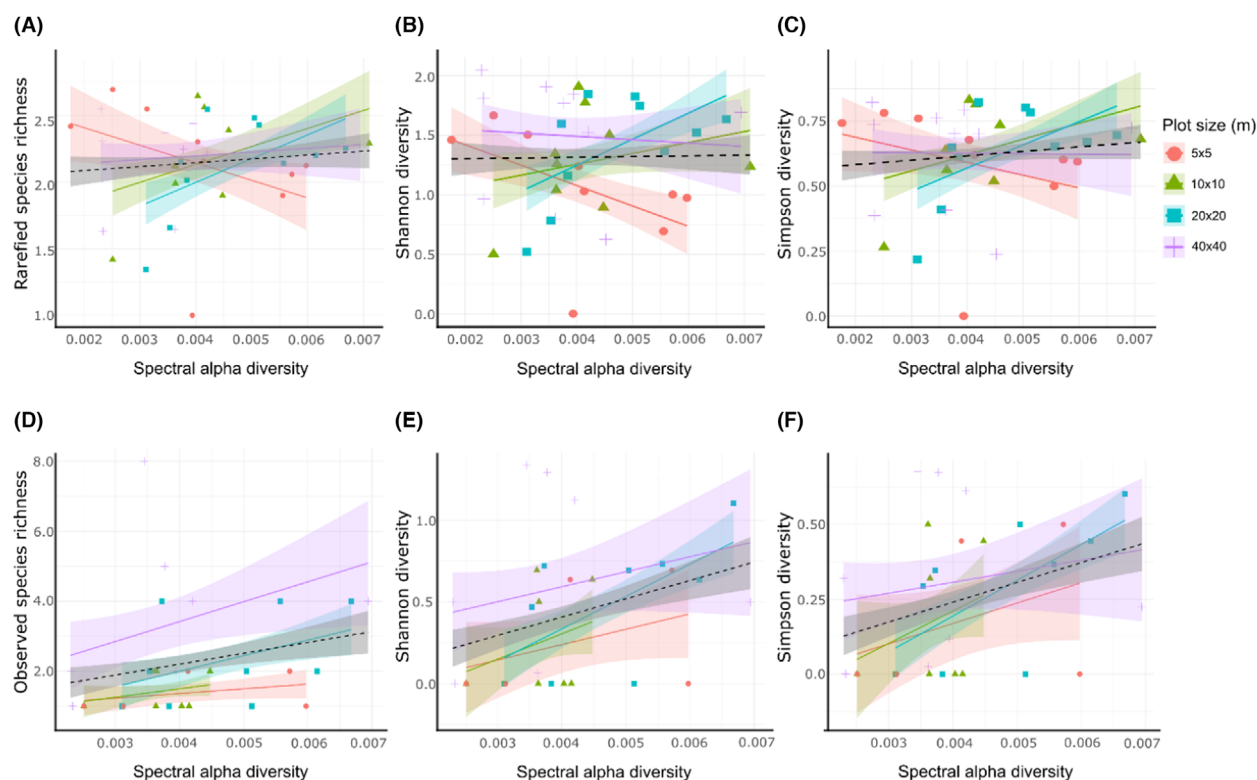 (A)
Rarefied species richness
2.5
2.0
1.5
1.0
0.002 0.003 0.004 0.005 0.006 0.007
Spectral alpha diversity
(B)
Shannon diversity
2.0
1.5
1.0
0.5
0.0
0.002 0.003 0.004 0.005 0.006 0.007
Spectral alpha diversity
(C)
Simpson diversity
0.75
0.50
0.25
0.0
0.002 0.003 0.004 0.005 0.006 0.007
Spectral alpha diversity
Plot size (m)
5x5
10x10
20x20
40x40
(D)
Observed species richness
8.0
6.0
4.0
2.0
0.003 0.004 0.005 0.006 0.007
Spectral alpha diversity
(E)
Shannon diversity
1.0
0.5
0.0
0.003 0.004 0.005 0.006 0.007
Spectral alpha diversity
(F)
Simpson diversity
0.50
0.25
0.0
0.003 0.004 0.005 0.006 0.007
Spectral alpha diversity